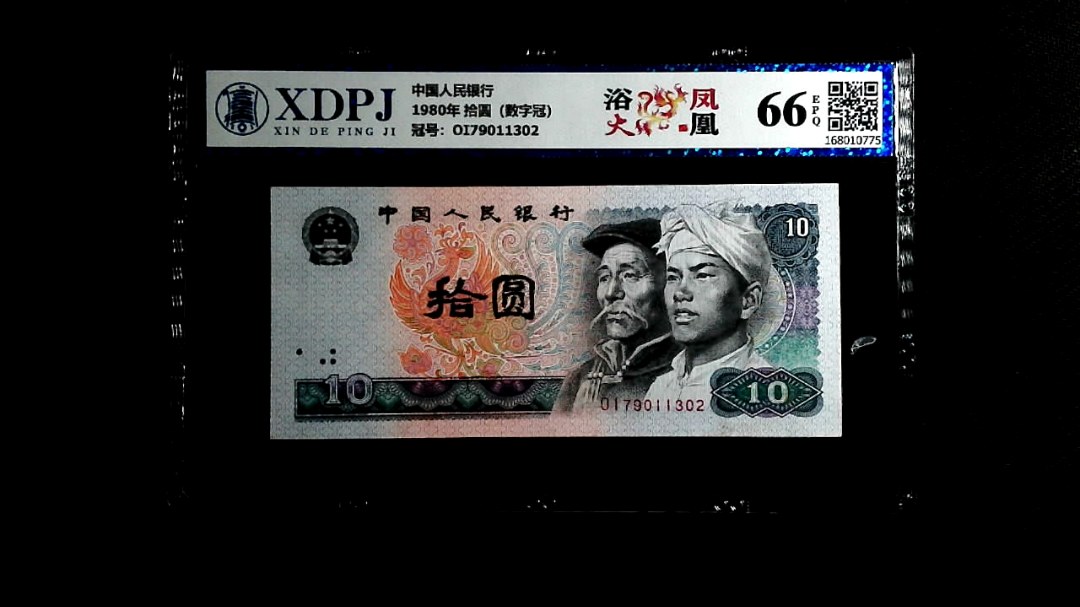 XDPJ
XIN DE PING JI
中国人民银行
1980年 拾圆（数字冠）
冠号：OI79011302
浴火
凤凰
66
EPQ
168010775
中国人民银行
10
拾圆
10
OI79011302
10